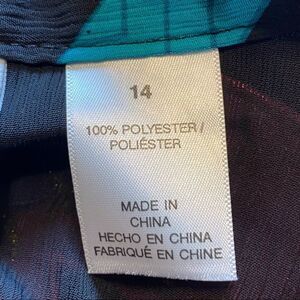 14
100% POLYESTER /
POLIÉSTER
MADE IN
CHINA
HECHO EN CHINA
FABRIQUÉ EN CHINE